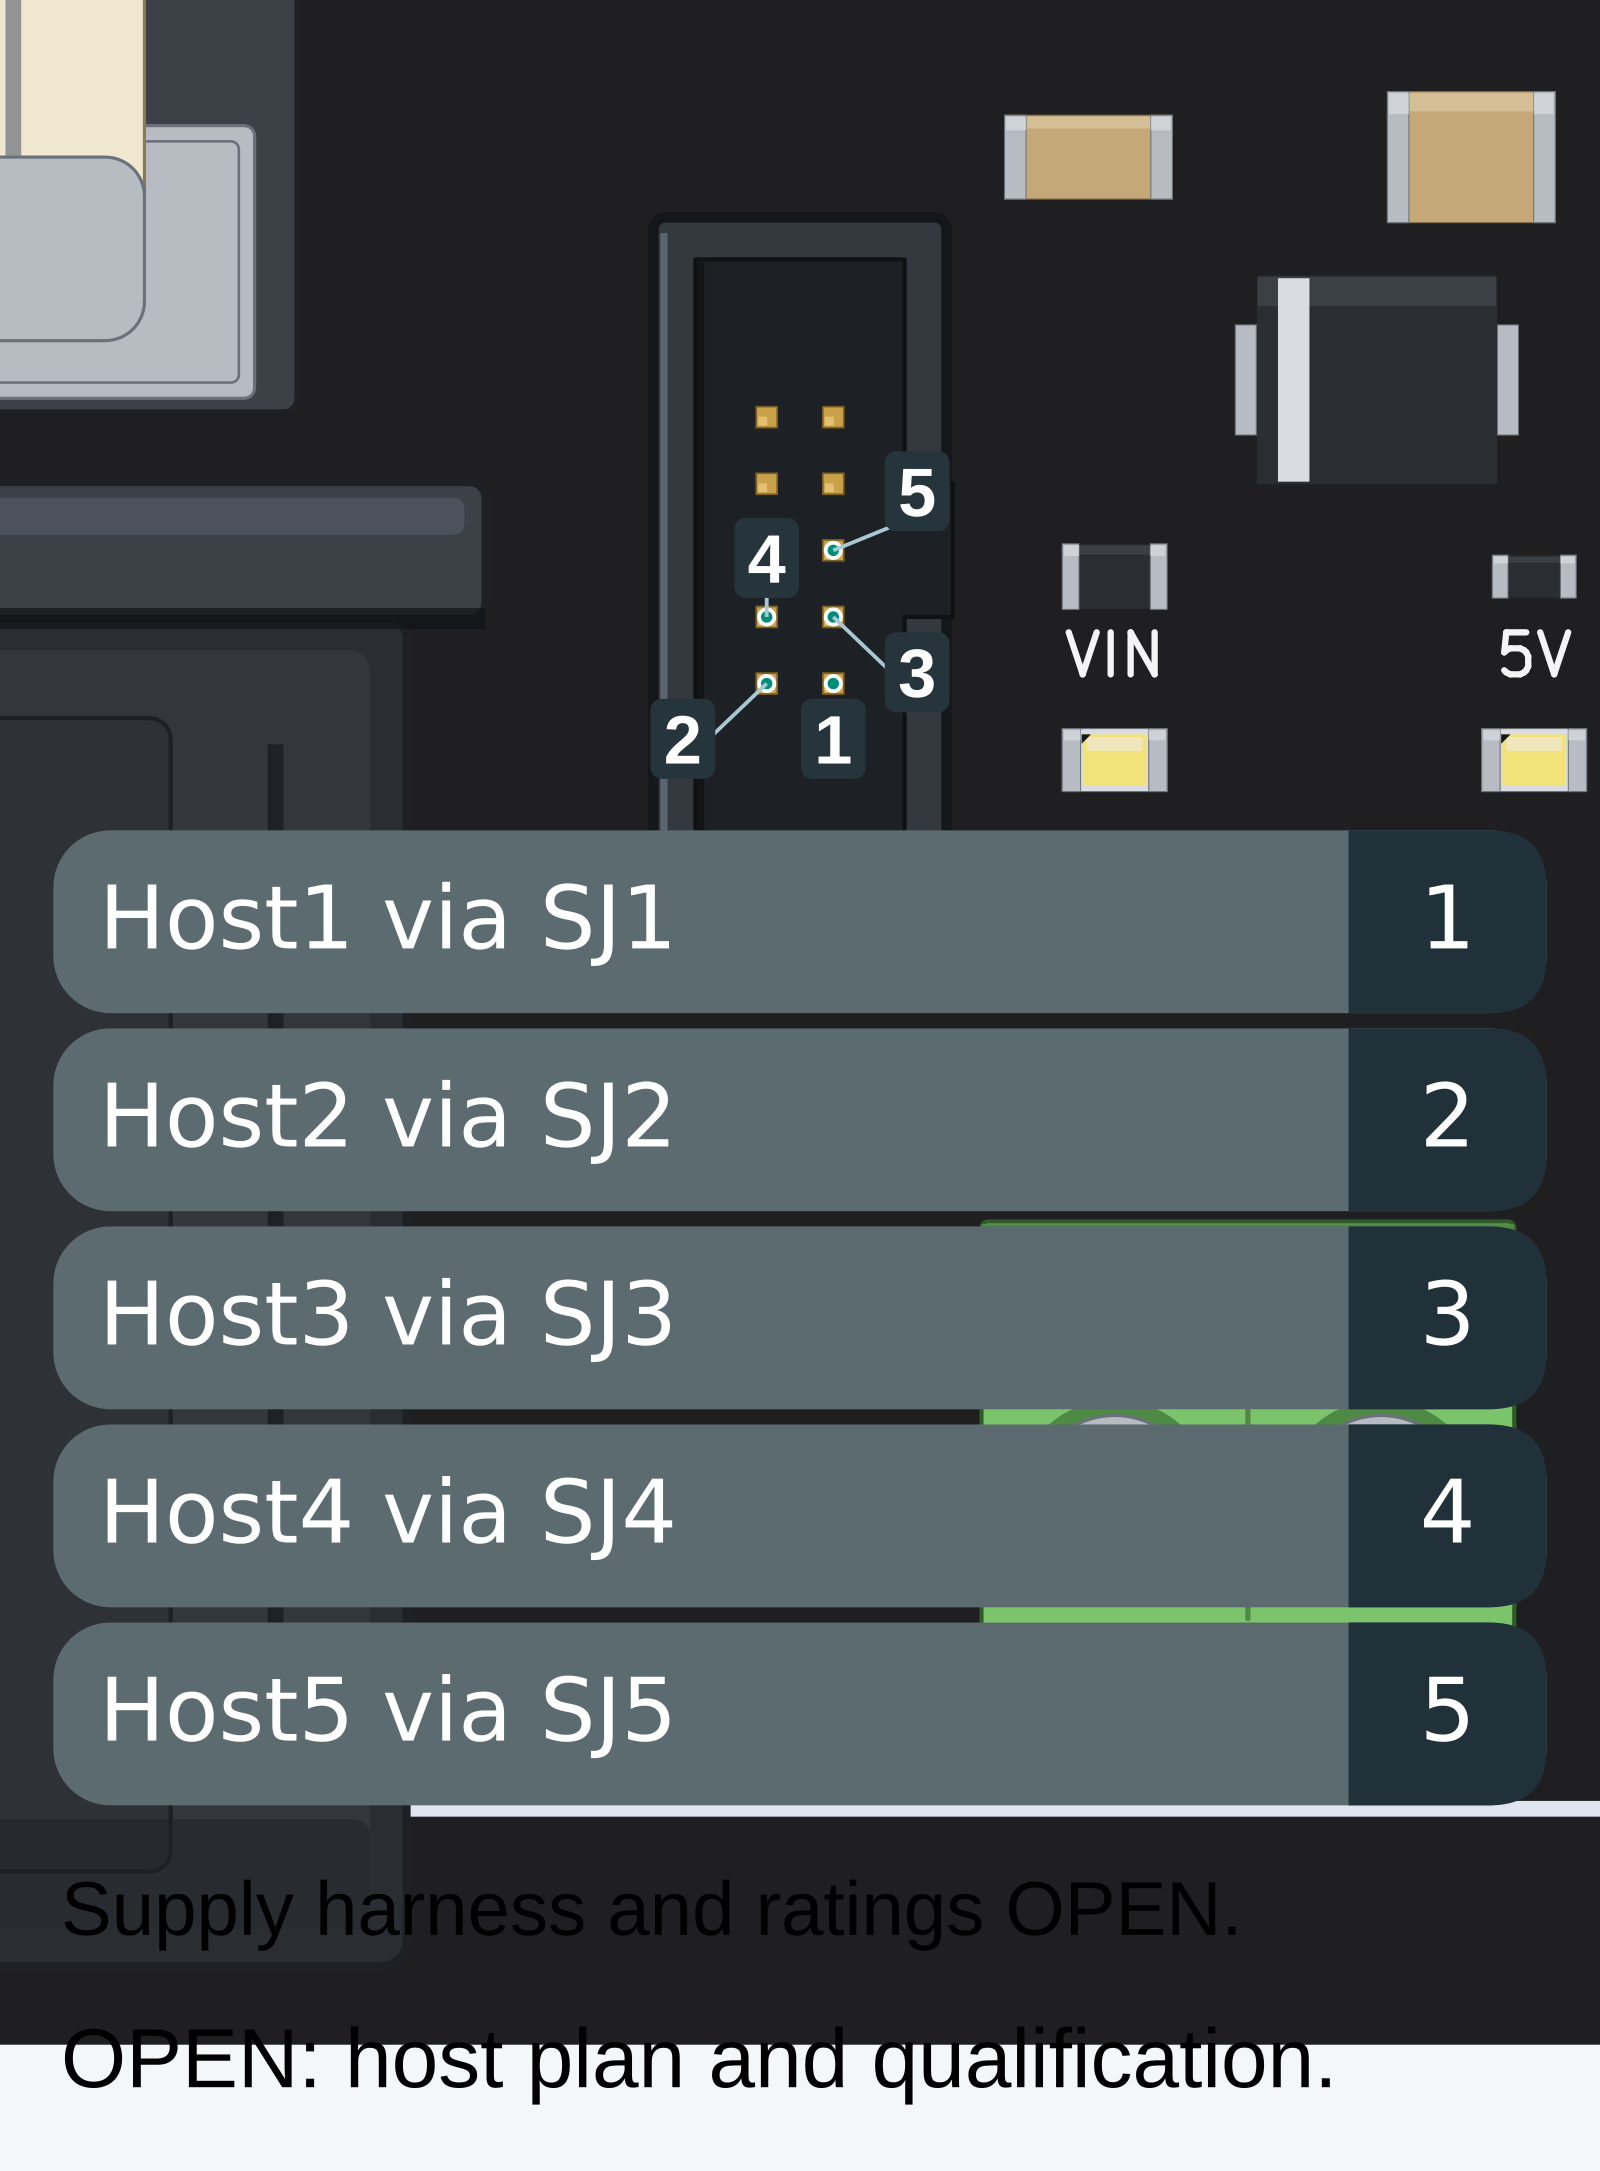 5
4
3
2 1
VIN 5V
Host1 via SJ1 1
Host2 via SJ2 2
Host3 via SJ3 3
Host4 via SJ4 4
Host5 via SJ5 5
Supply harness and ratings OPEN.
OPEN: host plan and qualification.